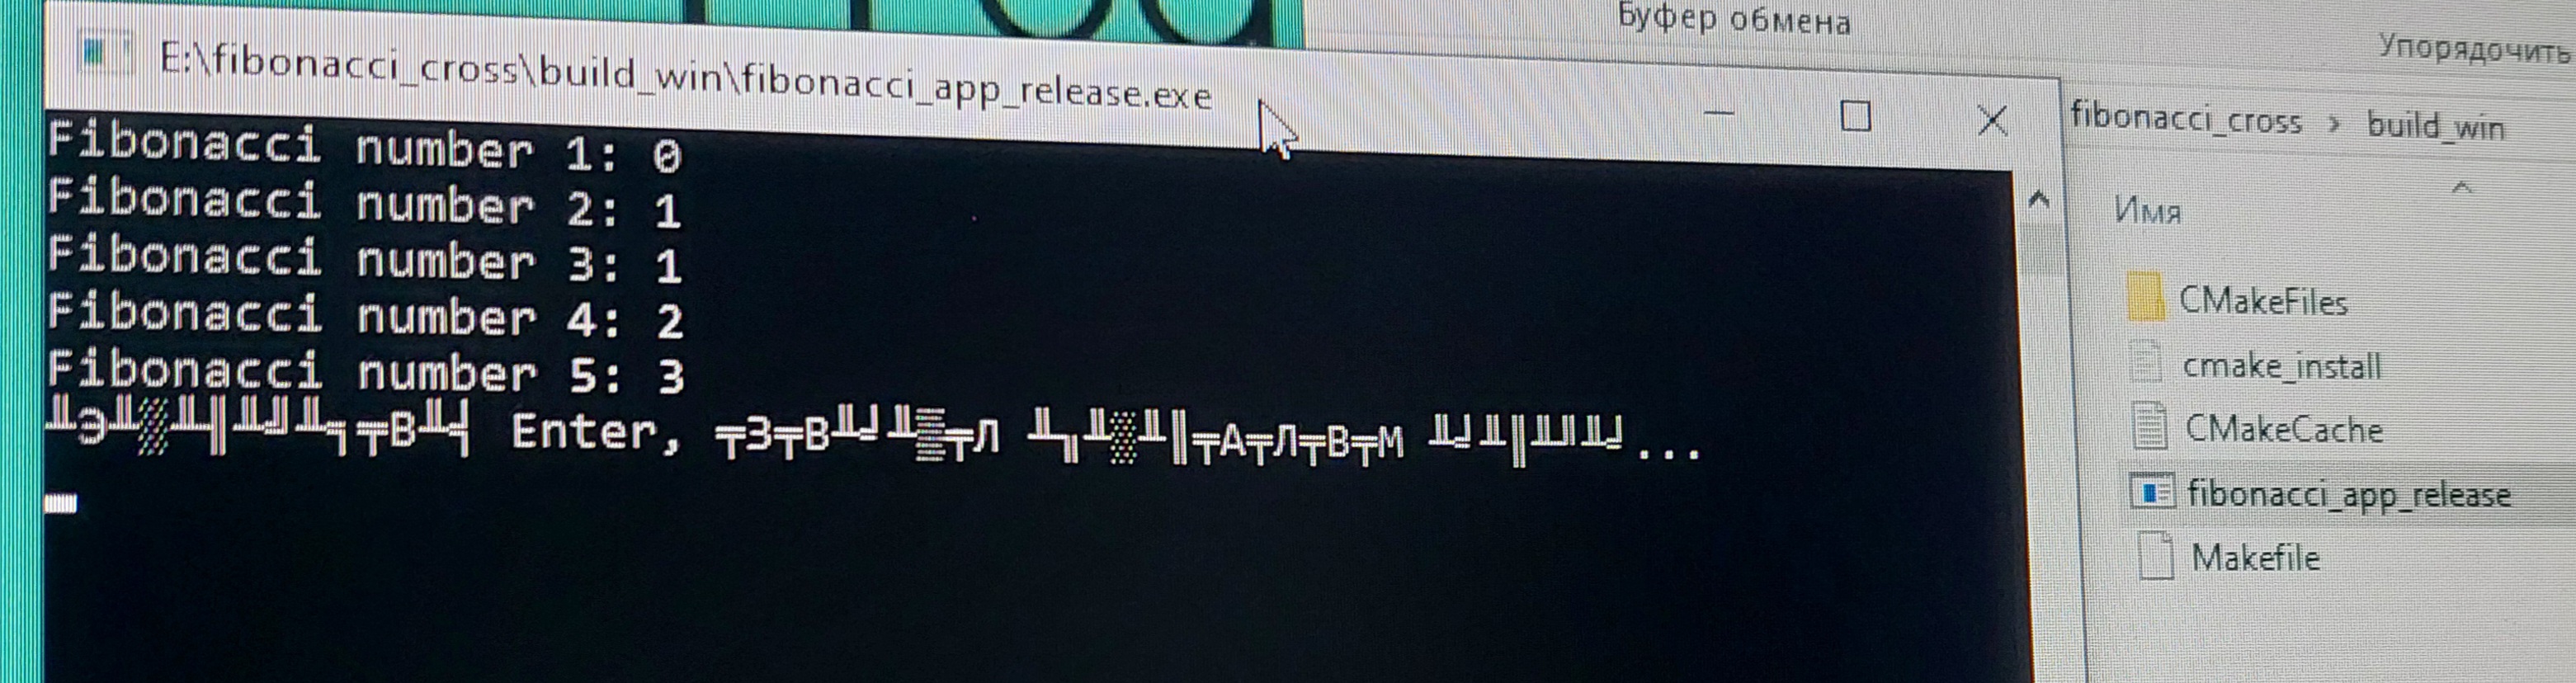 Буфер обмена
Упорядочить
E:\fibonacci_cross\build_win\fibonacci_app_release.exe
fibonacci_cross › build_win
Fibonacci number 1: 0
Fibonacci number 2: 1
Fibonacci number 3: 1
Fibonacci number 4: 2
Fibonacci number 5: 3
╨Э╨░╨╢╨╝╨╕╤В╨╡ Enter, ╤З╤В╨╛╨▒╤Л ╨╖╨░╨║╤А╤Л╤В╤М ╨╛╨║╨╜╨╛...
Имя
CMakeFiles
cmake_install
CMakeCache
fibonacci_app_release
Makefile